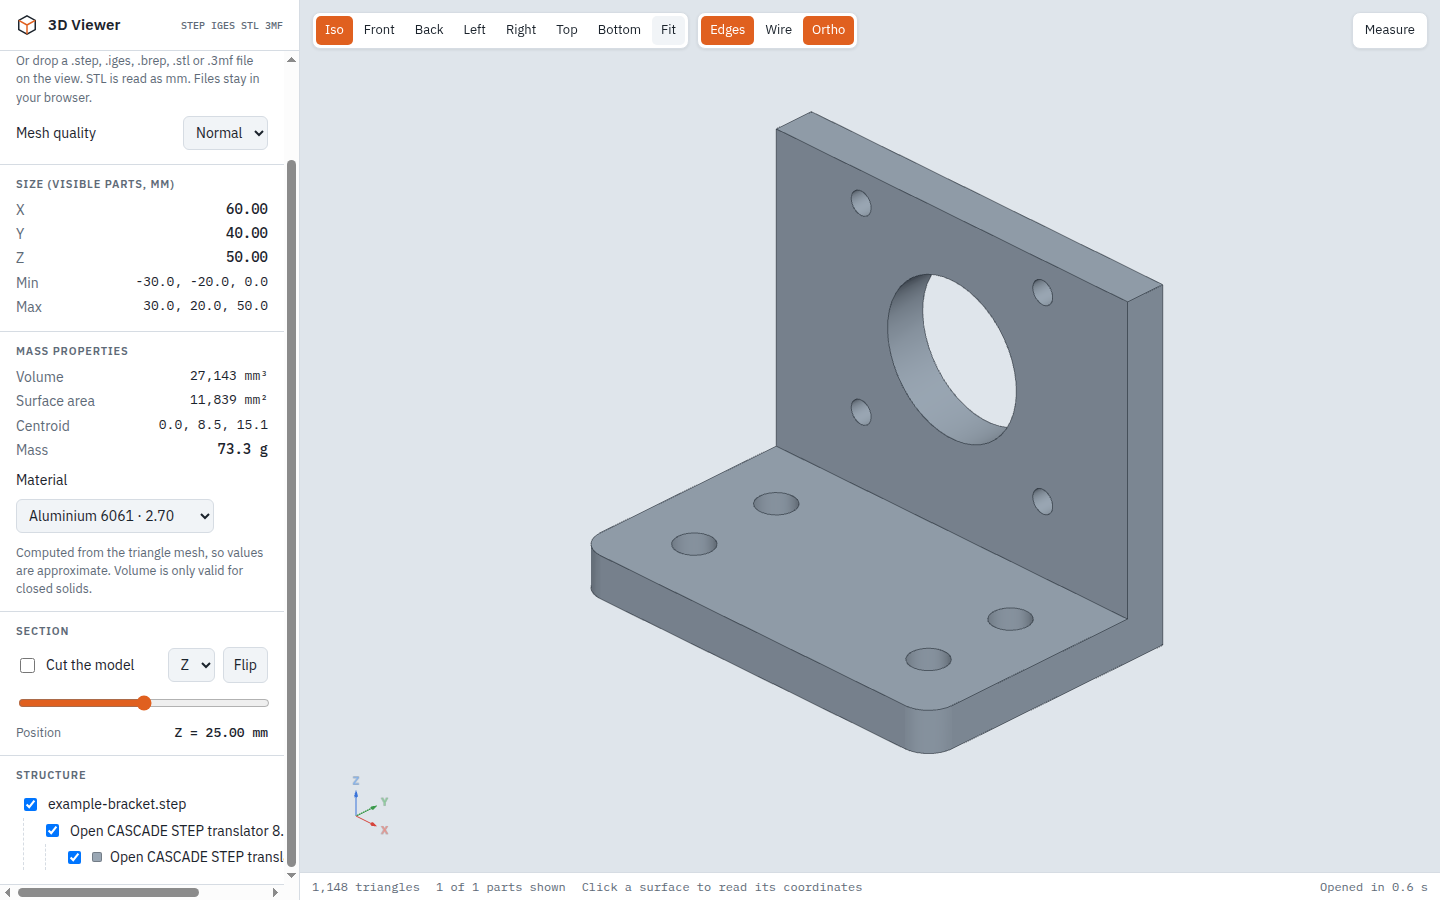 3D Viewer
STEP IGES STL 3MF
Or drop a .step, .iges, .brep, .stl or .3mf file
on the view. STL is read as mm. Files stay in
your browser.
Mesh quality Normal
SIZE (VISIBLE PARTS, MM)
X 60.00
Y 40.00
Z 50.00
Min -30.0, -20.0, 0.0
Max 30.0, 20.0, 50.0
MASS PROPERTIES
Volume 27,143 mm³
Surface area 11,839 mm²
Centroid 0.0, 8.5, 15.1
Mass 73.3 g
Material
Aluminium 6061 · 2.70
Computed from the triangle mesh, so values
are approximate. Volume is only valid for
closed solids.
SECTION
Cut the model Z Flip
Position Z = 25.00 mm
STRUCTURE
example-bracket.step
Open CASCADE STEP translator 8.
Open CASCADE STEP transl
Iso Front Back Left Right Top Bottom Fit
Edges Wire Ortho
Measure
Z
Y
X
1,148 triangles 1 of 1 parts shown Click a surface to read its coordinates
Opened in 0.6 s